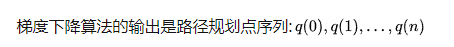 梯度下降算法的输出是路径规划点序列: q(0), q(1), . . . , q(n)